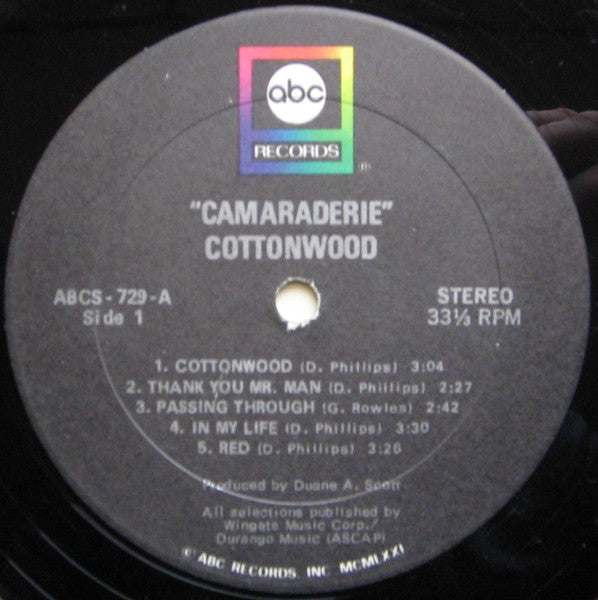 abc
RECORDS
®
"CAMARADERIE"
COTTONWOOD
ABCS-729-A
Side 1
STEREO
33⅓ RPM
1. COTTONWOOD (D. Phillips) 3:04
2. THANK YOU MR. MAN (D. Phillips) 2:27
3. PASSING THROUGH (G. Rowles) 2:42
4. IN MY LIFE (D. Phillips) 3:30
5. RED (D. Phillips) 3:26
Produced by Duane A. Scott
All selections published by
Wingate Music Corp./
Durango Music (ASCAP)
© ABC RECORDS, INC. MCMLXXI